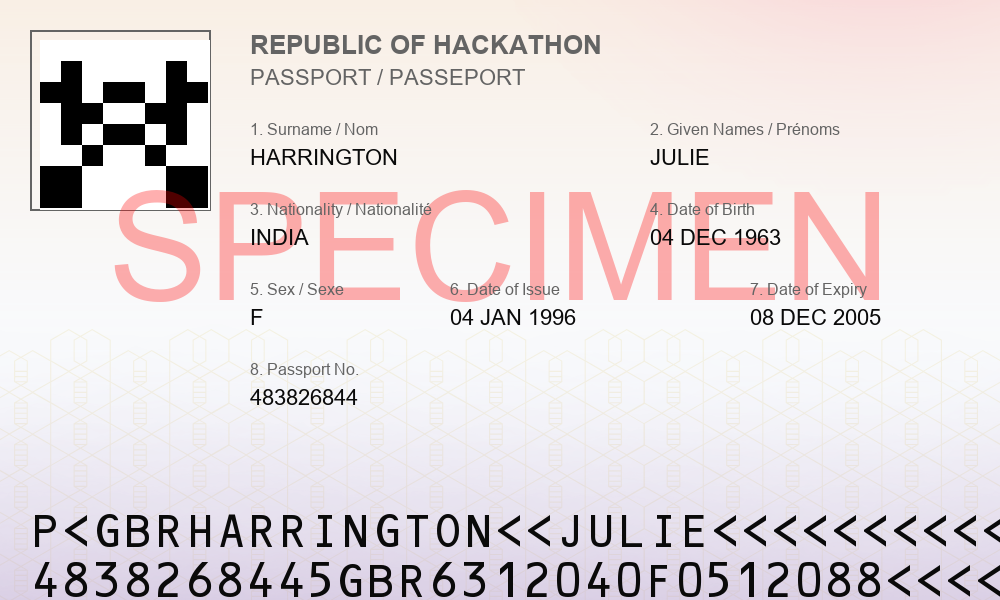 REPUBLIC OF HACKATHON
PASSPORT / PASSEPORT
1. Surname / Nom
HARRINGTON
2. Given Names / Prénoms
JULIE
SPECIMEN
3. Nationality / Nationalité
INDIA
4. Date of Birth
04 DEC 1963
5. Sex / Sexe
F
6. Date of Issue
04 JAN 1996
7. Date of Expiry
08 DEC 2005
8. Passport No.
483826844
P<GBRHARRINGTON<<JULIE<<<<<<<<<<
4838268445GBR6312040F0512088<<<<